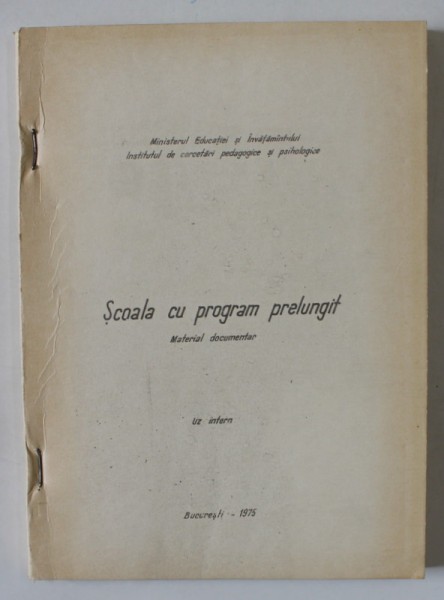 Ministerul Educației și Învățămîntului
Institutul de cercetări pedagogice și psihologice
Școala cu program prelungit
Material documentar
Uz intern
București - 1975